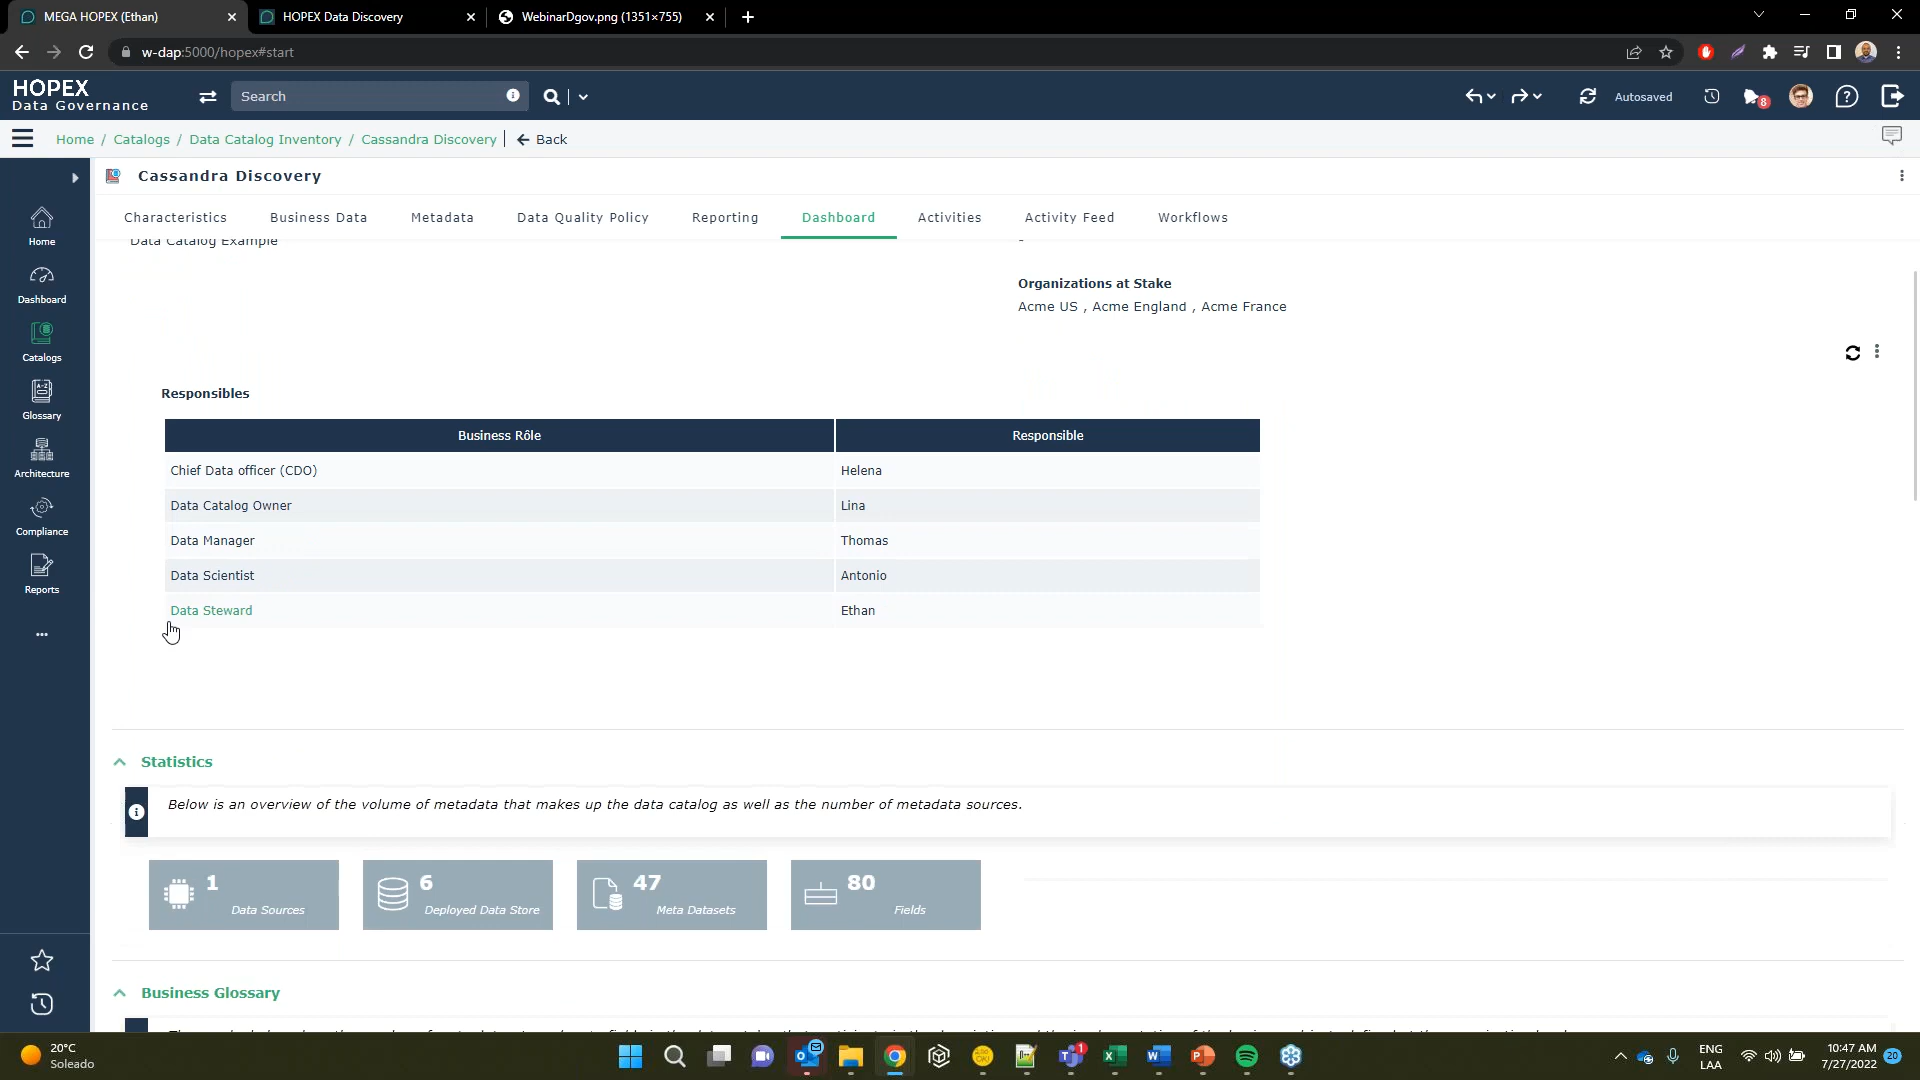 MEGA HOPEX (Ethan)
HOPEX Data Discovery
WebinarDgov.png (1351×755)
w-dap:5000/hopex#start
HOPEX
Data Governance
Search
Autosaved
8
Home / Catalogs / Data Catalog Inventory / Cassandra Discovery
Back
Cassandra Discovery
Characteristics
Business Data
Metadata
Data Quality Policy
Reporting
Dashboard
Activities
Activity Feed
Workflows
Home
Dashboard
Catalogs
Glossary
Architecture
Compliance
Reports
Data Catalog Example
-
Organizations at Stake
Acme US , Acme England , Acme France
Responsibles
Business Rôle
Responsible
Chief Data officer (CDO)
Helena
Data Catalog Owner
Lina
Data Manager
Thomas
Data Scientist
Antonio
Data Steward
Ethan
Statistics
Below is an overview of the volume of metadata that makes up the data catalog as well as the number of metadata sources.
1
Data Sources
6
Deployed Data Store
47
Meta Datasets
80
Fields
Business Glossary
20°C
Soleado
1
ENG
LAA
10:47 AM
7/27/2022
20